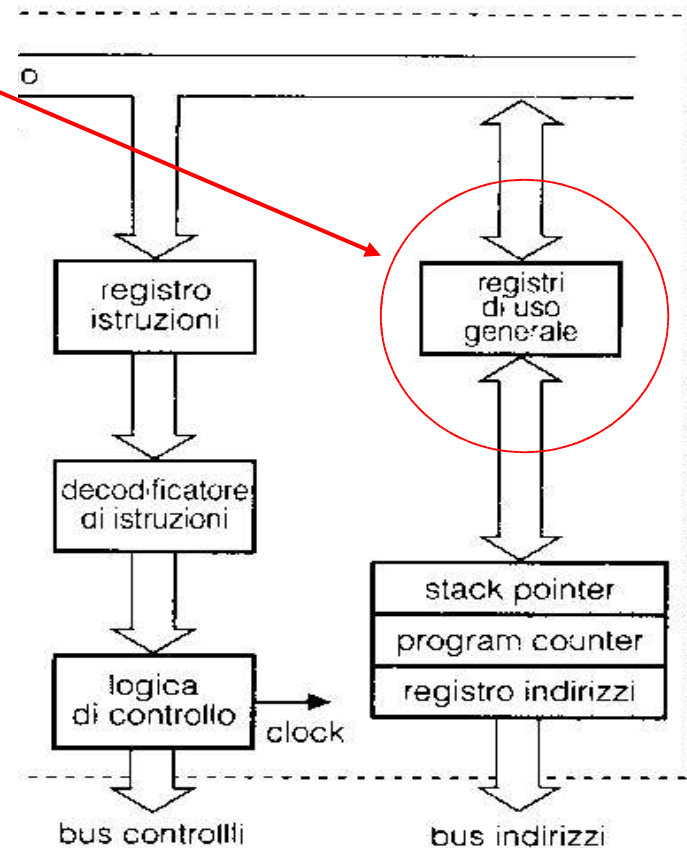 o
registro
istruzioni
registri
di uso
generale
decodificatore
di istruzioni
stack pointer
program counter
registro indirizzi
logica
di controllo
clock
bus controllli
bus indirizzi